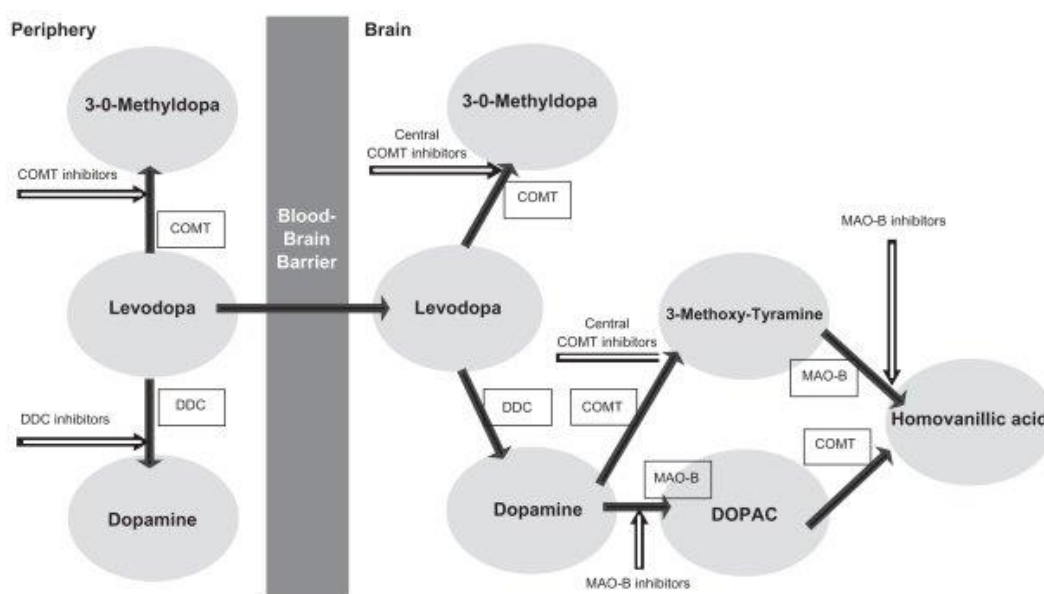 Periphery
Brain
3-0-Methyldopa
3-0-Methyldopa
COMT inhibitors
Central
COMT inhibitors
COMT
COMT
Blood-
Brain
Barrier
MAO-B inhibitors
Levodopa
Levodopa
3-Methoxy-Tyramine
Central
COMT inhibitors
MAO-B
DDC
DDC
COMT
DDC inhibitors
Homovanillic acid
COMT
MAO-B
Dopamine
Dopamine
DOPAC
MAO-B inhibitors